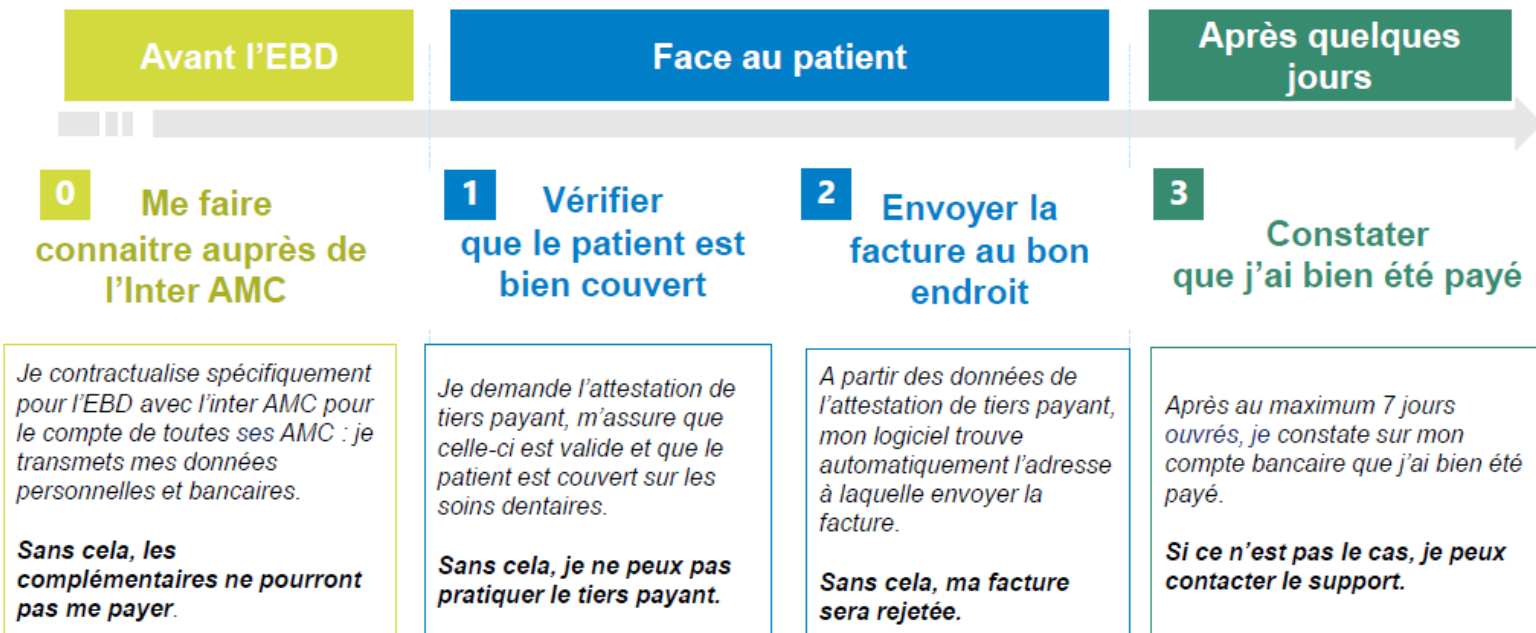 Avant l'EBD
Face au patient
Après quelques
jours
0
Me faire
connaitre auprès de
l'Inter AMC
1
Vérifier
que le patient est
bien couvert
2
Envoyer la
facture au bon
endroit
3
Constater
que j'ai bien été payé
Je contractualise spécifiquement
pour l'EBD avec l'inter AMC pour
le compte de toutes ses AMC : je
transmets mes données
personnelles et bancaires.
Sans cela, les
complémentaires ne pourront
pas me payer.
Je demande l'attestation de
tiers payant, m'assure que
celle-ci est valide et que le
patient est couvert sur les
soins dentaires.
Sans cela, je ne peux pas
pratiquer le tiers payant.
A partir des données de
l'attestation de tiers payant,
mon logiciel trouve
automatiquement l'adresse
à laquelle envoyer la
facture.
Sans cela, ma facture
sera rejetée.
Après au maximum 7 jours
ouvrés, je constate sur mon
compte bancaire que j'ai bien été
payé.
Si ce n'est pas le cas, je peux
contacter le support.